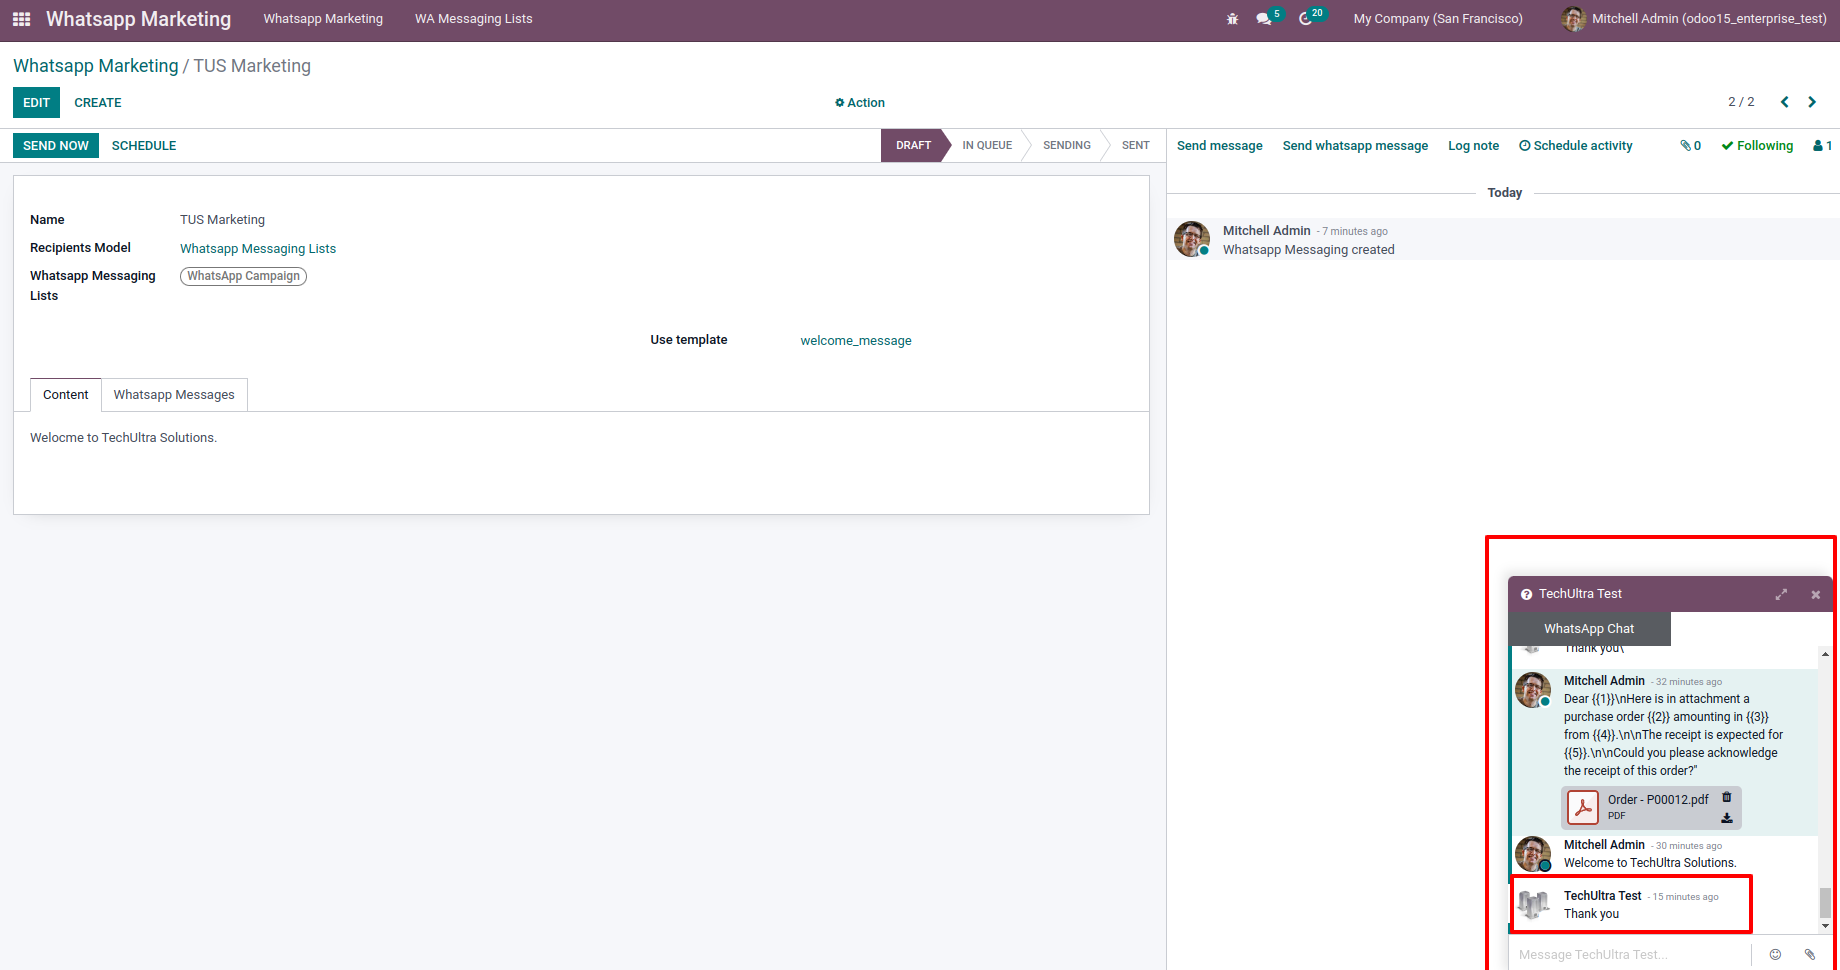 Whatsapp Marketing Whatsapp Marketing WA Messaging Lists 5 20 My Company (San Francisco) Mitchell Admin (odoo15_enterprise_test)
Whatsapp Marketing / TUS Marketing
EDIT CREATE Action 2 / 2
SEND NOW SCHEDULE DRAFT IN QUEUE SENDING SENT
Send message Send whatsapp message Log note Schedule activity 0 Following 1
Today
Mitchell Admin - 7 minutes ago
Whatsapp Messaging created
Name TUS Marketing
Recipients Model Whatsapp Messaging Lists
Whatsapp Messaging Lists WhatsApp Campaign
Use template welcome_message
Content Whatsapp Messages
Welocme to TechUltra Solutions.
TechUltra Test
WhatsApp Chat
Thank you\
Mitchell Admin - 32 minutes ago
Dear {{1}}\nHere is in attachment a
purchase order {{2}} amounting in {{3}}
from {{4}}.\n\nThe receipt is expected for
{{5}}.\n\nCould you please acknowledge
the receipt of this order?"
Order - P00012.pdf
PDF
Mitchell Admin - 30 minutes ago
Welcome to TechUltra Solutions.
TechUltra Test - 15 minutes ago
Thank you
Message TechUltra Test...